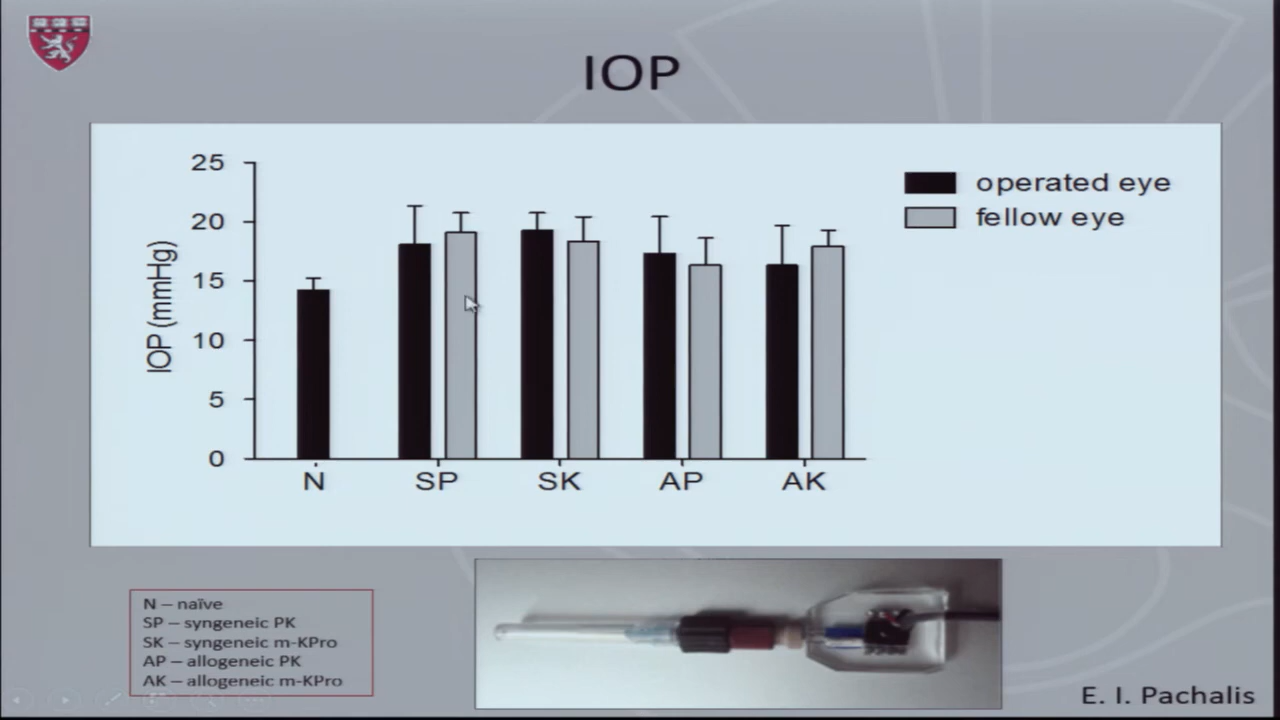 IOP
25
20
15
10
5
0
IOP (mmHg)
N
SP
SK
AP
AK
operated eye
fellow eye
N – naïve
SP – syngeneic PK
SK – syngeneic m-KPro
AP – allogeneic PK
AK – allogeneic m-KPro
E. I. Pachalis